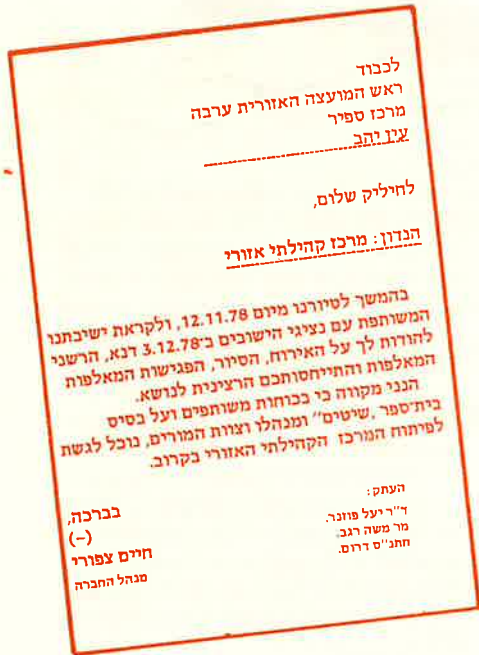 לכבוד
ראש המועצה האזורית ערבה
מרכז ספיר
עין יהב
לחיליק שלום,
הנדון: מרכז קהילתי אזורי
בהמשך לסיורנו מיום 12.11.78, ולקראת ישיבתנו
המשותפת עם נציגי הישובים ב־3.12.78 דנא, הרשני
להודות לך על האירוח, הסיור, הפגישות המאלפות
המאלפות והתייחסותכם הרצינית לנושא.
הנני מקווה כי בכוחות משותפים ועל בסיס
בית־ספר ,שיטים'' ומנהלו וצוות המורים, נוכל לגשת
לפיתוח המרכז הקהילתי האזורי בקרוב.
העתק:
ד''ר יעל פוזנר.
מר משה רגב.
חתנ''ס דרום.
בברכה,
(–)
חיים צפורי
מנהל החברה